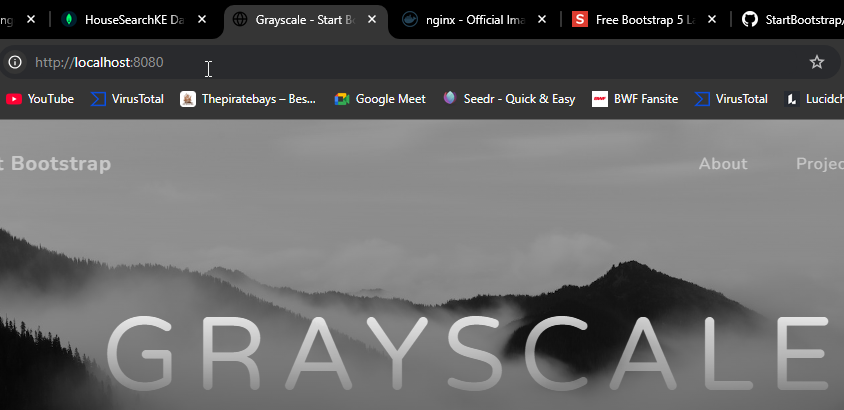 ng HouseSearchKE Da Grayscale - Start B nginx - Official Ima Free Bootstrap 5 La StartBootstrap/
http://localhost:8080
YouTube VirusTotal Thepiratebays – Bes... Google Meet Seedr - Quick & Easy BWF Fansite VirusTotal Lucidch
t Bootstrap About Projec
GRAYSCALE